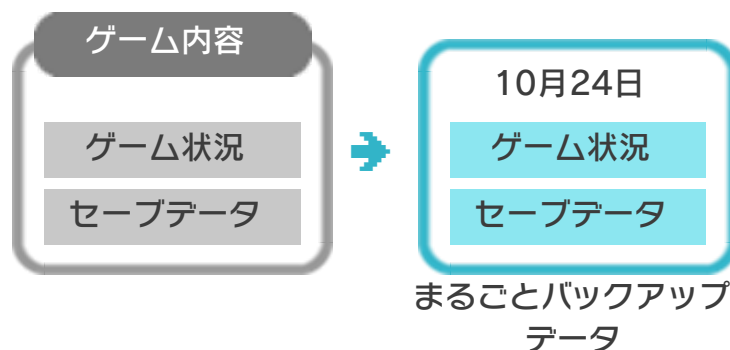 ゲーム内容
ゲーム状況
セーブデータ
10月24日
ゲーム状況
セーブデータ
まるごとバックアップ
データ